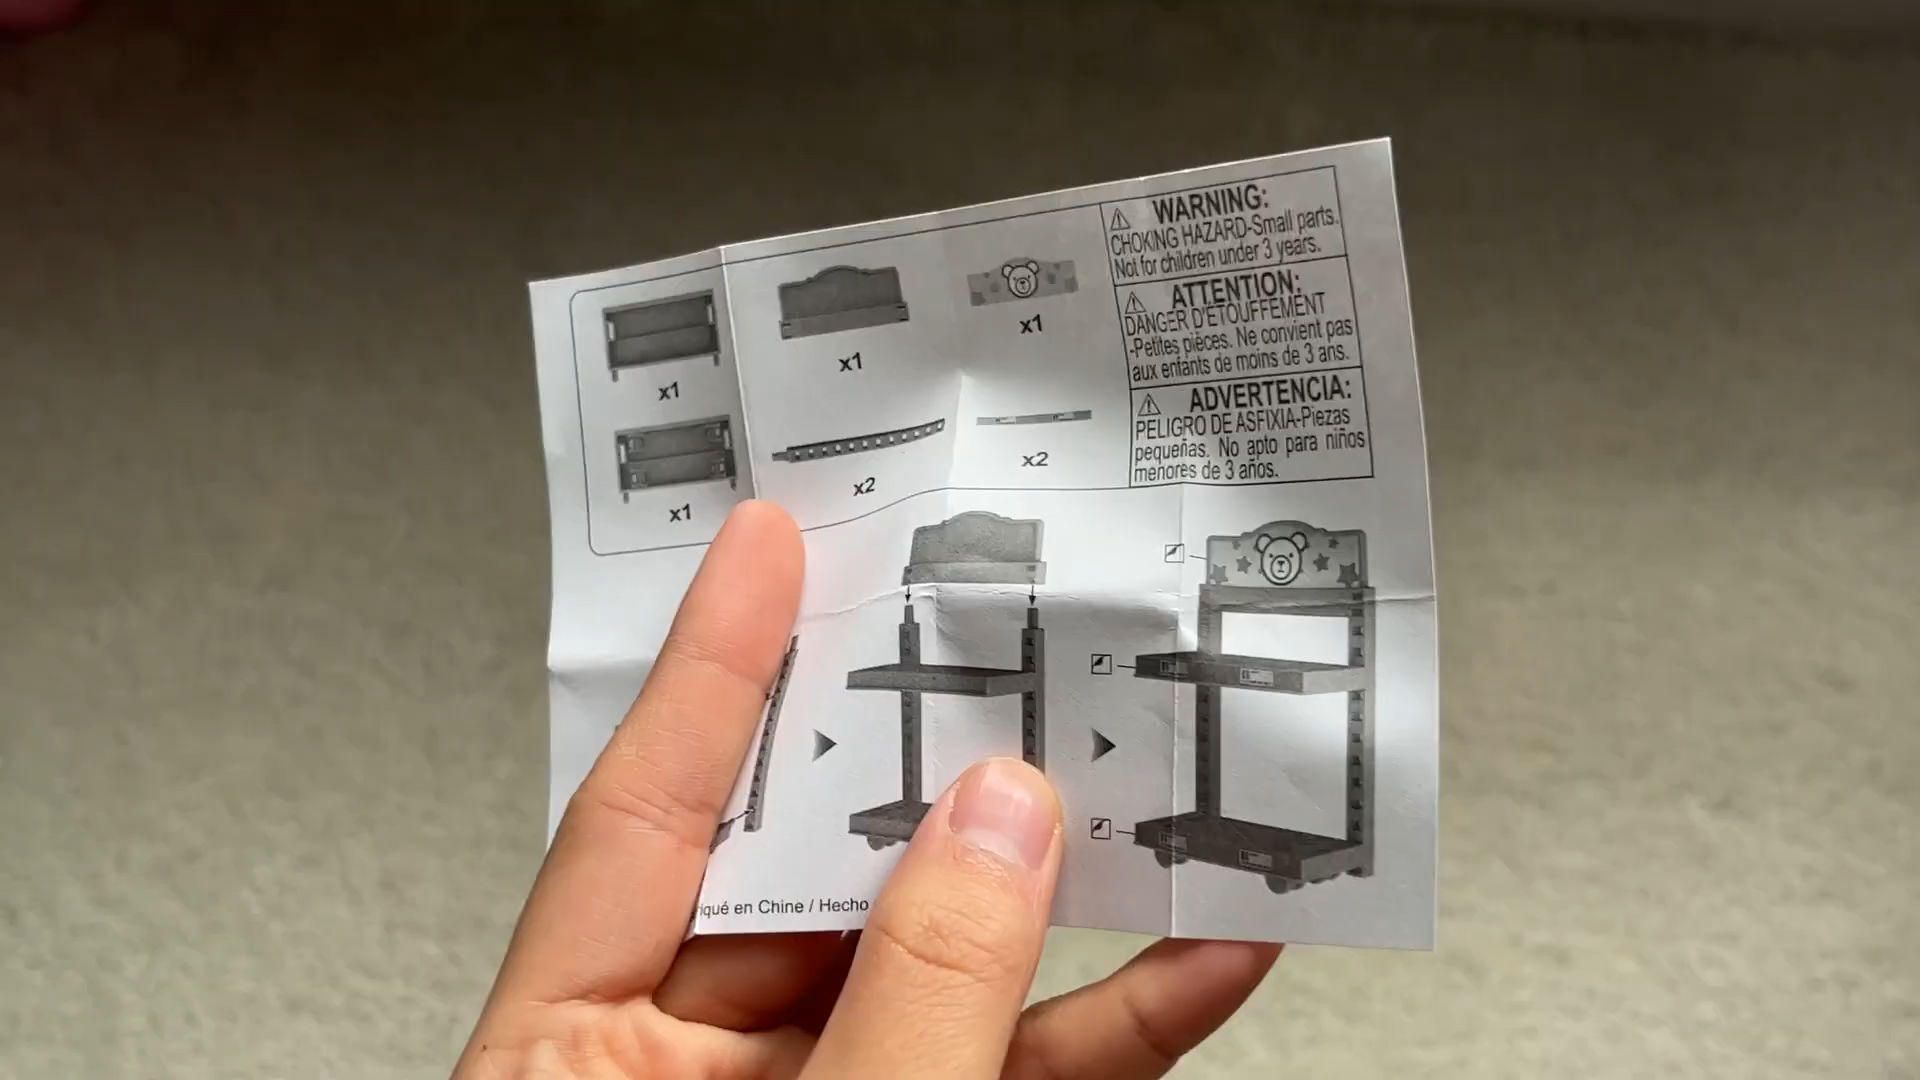 WARNING:
CHOKING HAZARD-Small parts.
Not for children under 3 years.
ATTENTION:
DANGER D'ÉTOUFFEMENT
-Petites pièces. Ne convient pas
aux enfants de moins de 3 ans.
ADVERTENCIA:
PELIGRO DE ASFIXIA-Piezas
pequeñas. No apto para niños
menores de 3 años.
x1
x1
x1
x1
x2
x2
en Chine / Hecho